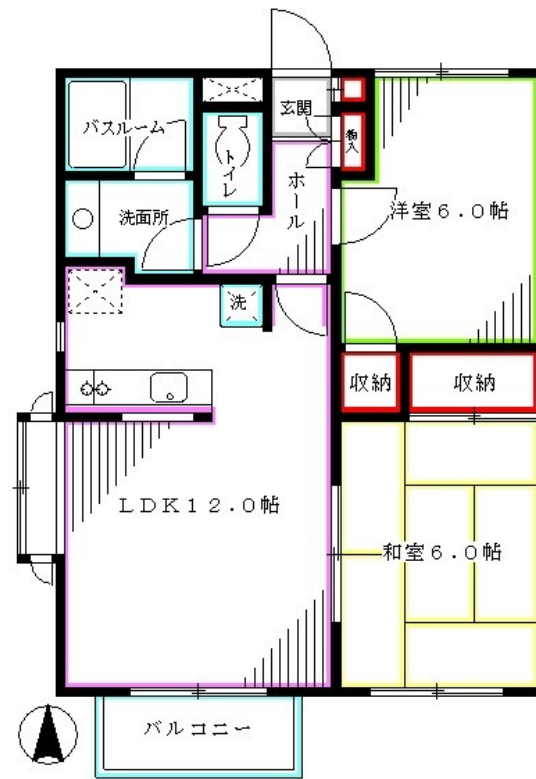 玄関
バスルーム
トイレ
物入
ホール
洗面所
洋室6.0帖
洗
収納
収納
LDK12.0帖
和室6.0帖
バルコニー